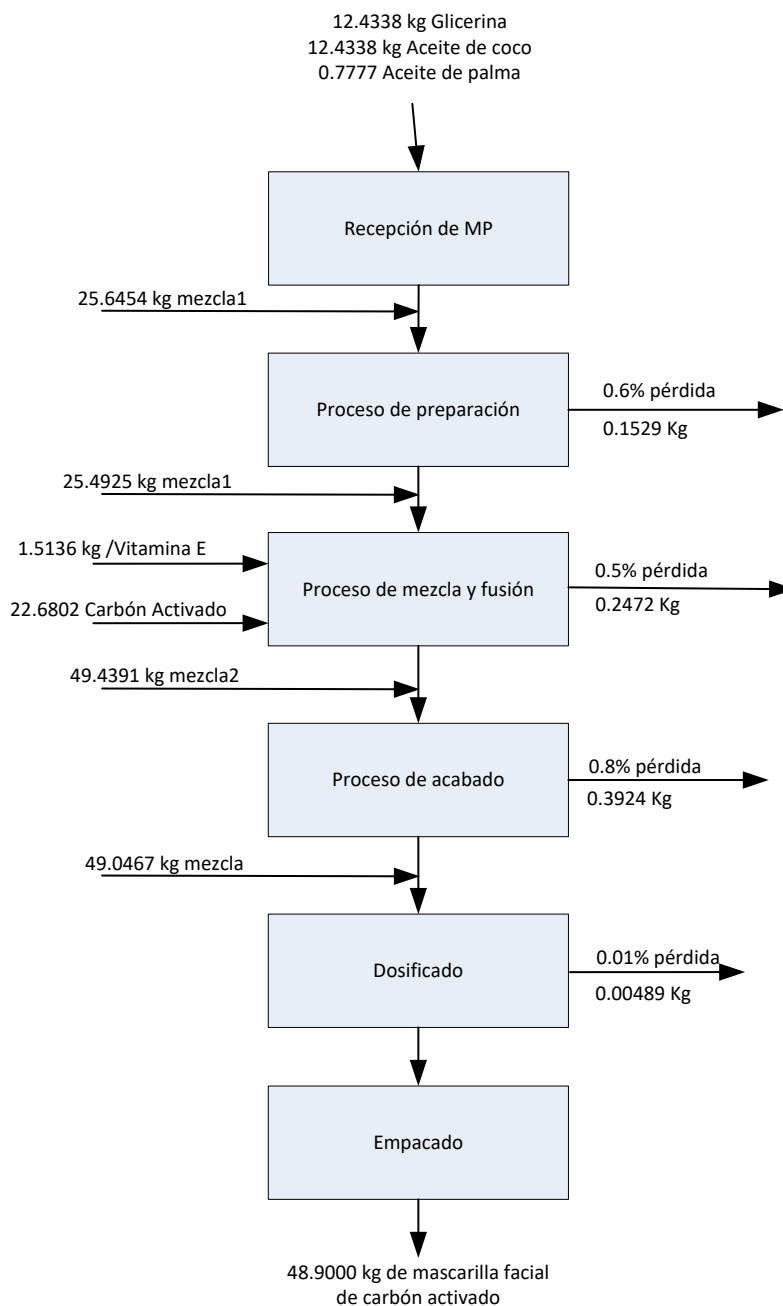 12.4338 kg Glicerina
12.4338 kg Aceite de coco
0.7777 Aceite de palma
Recepción de MP
25.6454 kg mezcla1
Proceso de preparación
0.6% pérdida
0.1529 Kg
25.4925 kg mezcla1
1.5136 kg /Vitamina E
22.6802 Carbón Activado
Proceso de mezcla y fusión
0.5% pérdida
0.2472 Kg
49.4391 kg mezcla2
Proceso de acabado
0.8% pérdida
0.3924 Kg
49.0467 kg mezcla
Dosificado
0.01% pérdida
0.00489 Kg
Empacado
48.9000 kg de mascarilla facial
de carbón activado